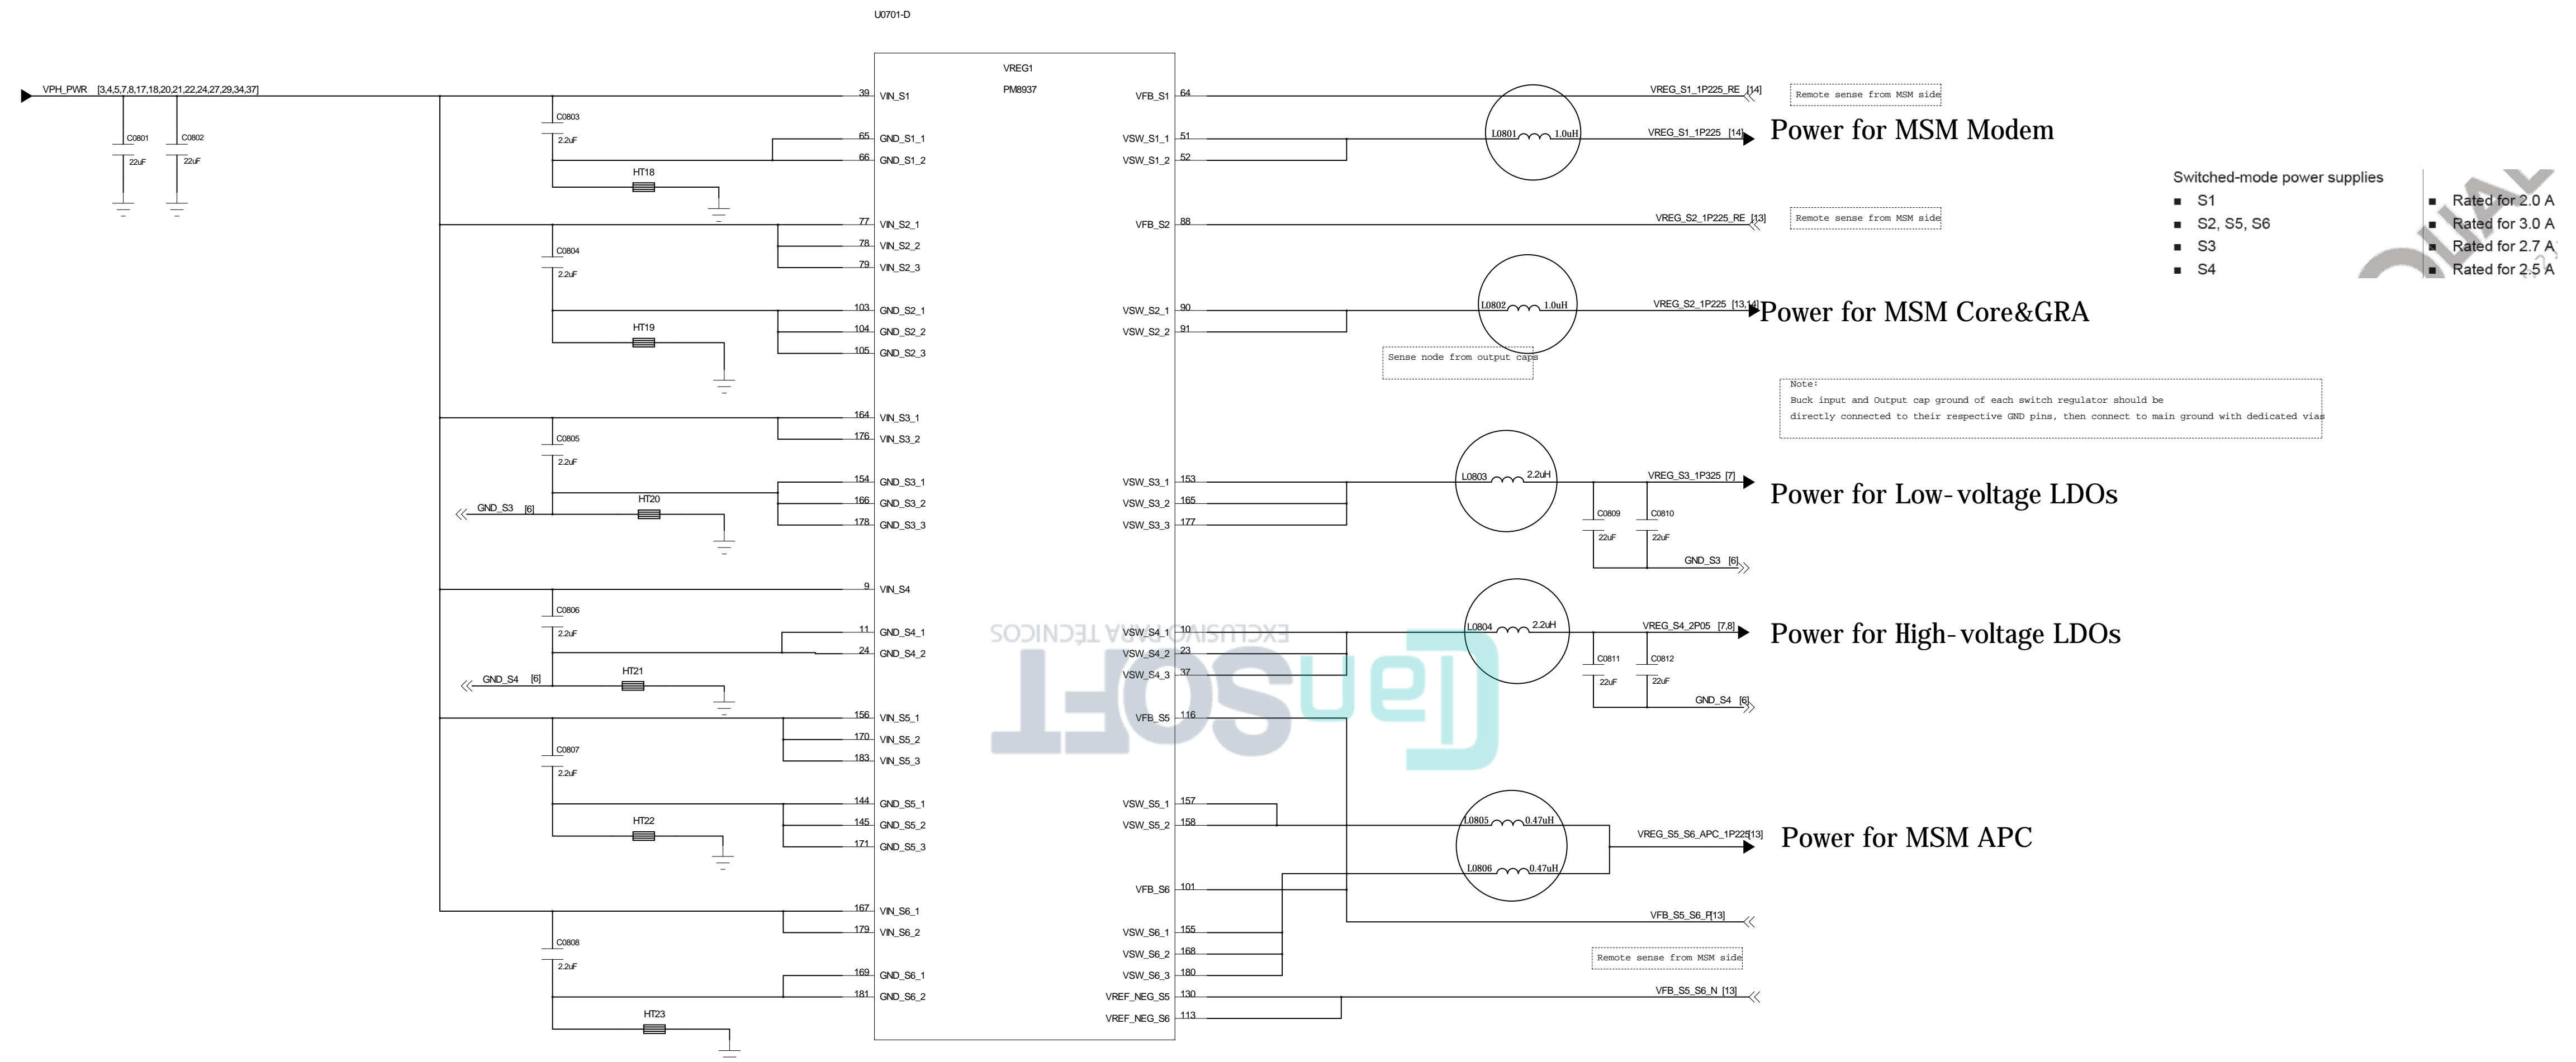 U0701-D
VREG1
PM8937
VPH_PWR [3,4,5,7,8,17,18,20,21,22,24,27,29,34,37]
C0801
22uF
C0802
22uF
C0803
2.2uF
HT18
C0804
2.2uF
HT19
C0805
2.2uF
GND_S3 [6]
HT20
C0806
2.2uF
GND_S4 [6]
HT21
C0807
2.2uF
HT22
C0808
2.2uF
HT23
39 VIN_S1
65 GND_S1_1
66 GND_S1_2
77 VIN_S2_1
78 VIN_S2_2
79 VIN_S2_3
103 GND_S2_1
104 GND_S2_2
105 GND_S2_3
164 VIN_S3_1
176 VIN_S3_2
154 GND_S3_1
166 GND_S3_2
178 GND_S3_3
9 VIN_S4
11 GND_S4_1
24 GND_S4_2
156 VIN_S5_1
170 VIN_S5_2
183 VIN_S5_3
144 GND_S5_1
145 GND_S5_2
171 GND_S5_3
167 VIN_S6_1
179 VIN_S6_2
169 GND_S6_1
181 GND_S6_2
VFB_S1 64
VSW_S1_1 51
VSW_S1_2 52
VFB_S2 88
VSW_S2_1 90
VSW_S2_2 91
VSW_S3_1 153
VSW_S3_2 165
VSW_S3_3 177
VSW_S4_1 10
VSW_S4_2 23
VSW_S4_3 37
VFB_S5 116
VSW_S5_1 157
VSW_S5_2 158
VFB_S6 101
VSW_S6_1 155
VSW_S6_2 168
VSW_S6_3 180
VREF_NEG_S5 130
VREF_NEG_S6 113
VREG_S1_1P225_RE [14]
Remote sense from MSM side
L0801 1.0uH
VREG_S1_1P225 [14]
Power for MSM Modem
VREG_S2_1P225_RE [13]
Remote sense from MSM side
L0802 1.0uH
VREG_S2_1P225 [13,14]
Power for MSM Core&GRA
Sense node from output caps
Note:
Buck input and Output cap ground of each switch regulator should be
directly connected to their respective GND pins, then connect to main ground with dedicated vias
L0803 2.2uH
VREG_S3_1P325 [7]
Power for Low-voltage LDOs
C0809
22uF
C0810
22uF
GND_S3 [6]
L0804 2.2uH
VREG_S4_2P05 [7,8]
Power for High-voltage LDOs
C0811
22uF
C0812
22uF
GND_S4 [6]
L0805 0.47uH
VREG_S5_S6_APC_1P225[13]
Power for MSM APC
L0806 0.47uH
VFB_S5_S6_P[13]
Remote sense from MSM side
VFB_S5_S6_N [13]
Switched-mode power supplies
■ S1 ■ Rated for 2.0 A
■ S2, S5, S6 ■ Rated for 3.0 A
■ S3 ■ Rated for 2.7 A
■ S4 ■ Rated for 2.5 A
EXCLUSIVO PARA TÉCNICOS